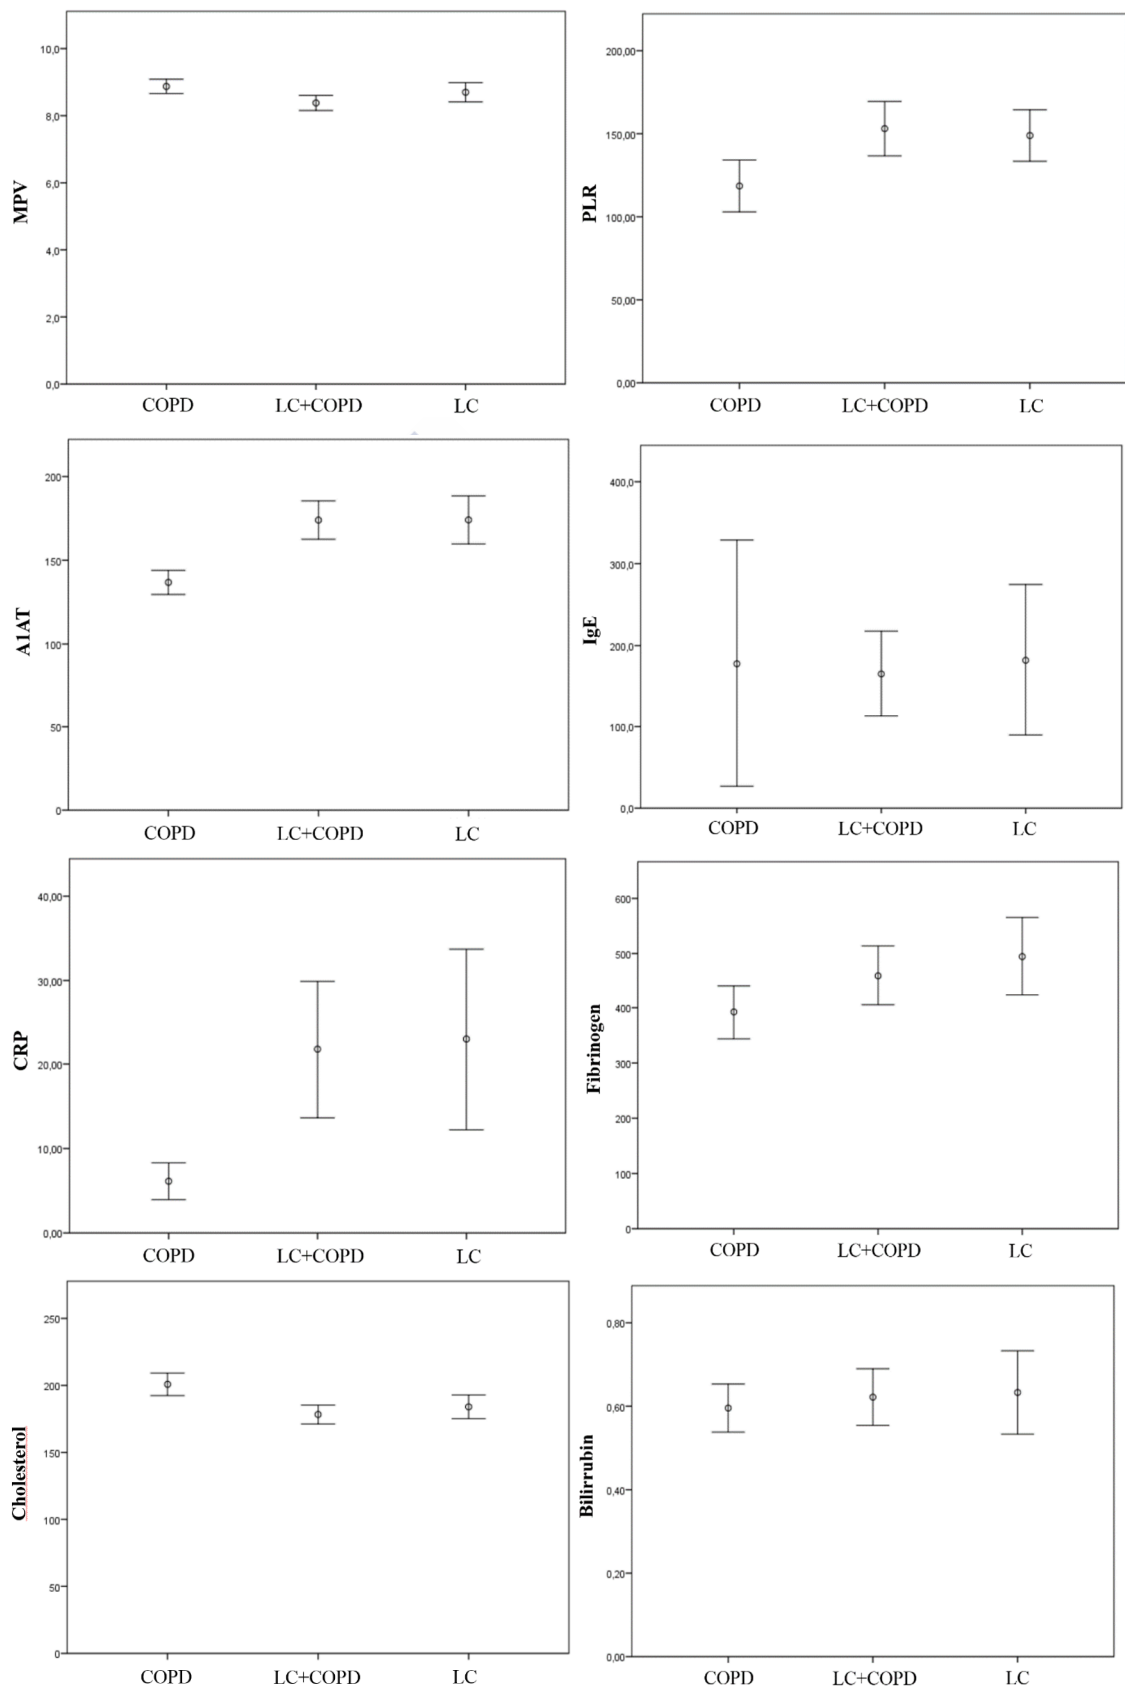 MPV
10,0
8,0
6,0
4,0
2,0
0,0
COPD LC+COPD LC
PLR
200,00
150,00
100,00
50,00
0,00
COPD LC+COPD LC
A1AT
200
150
100
50
0
COPD LC+COPD LC
IgE
400,0
300,0
200,0
100,0
0,0
COPD LC+COPD LC
CRP
40,00
30,00
20,00
10,00
0,00
COPD LC+COPD LC
Fibrinogen
600
500
400
300
200
100
0
COPD LC+COPD LC
Cholesterol
250
200
150
100
50
0
COPD LC+COPD LC
Bilirrubin
0,80
0,60
0,40
0,20
0,00
COPD LC+COPD LC